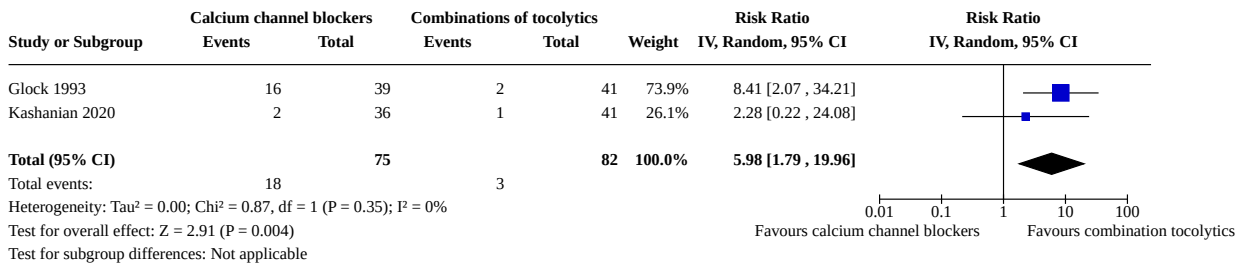 Calcium channel blockers Combinations of tocolytics Risk Ratio Risk Ratio
Study or Subgroup Events Total Events Total Weight IV, Random, 95% CI IV, Random, 95% CI
Glock 1993 16 39 2 41 73.9% 8.41 [2.07 , 34.21]
Kashanian 2020 2 36 1 41 26.1% 2.28 [0.22 , 24.08]
Total (95% CI) 75 82 100.0% 5.98 [1.79 , 19.96]
Total events: 18 3
Heterogeneity: Tau² = 0.00; Chi² = 0.87, df = 1 (P = 0.35); I² = 0%
0.01 0.1 1 10 100
Test for overall effect: Z = 2.91 (P = 0.004) Favours calcium channel blockers Favours combination tocolytics
Test for subgroup differences: Not applicable